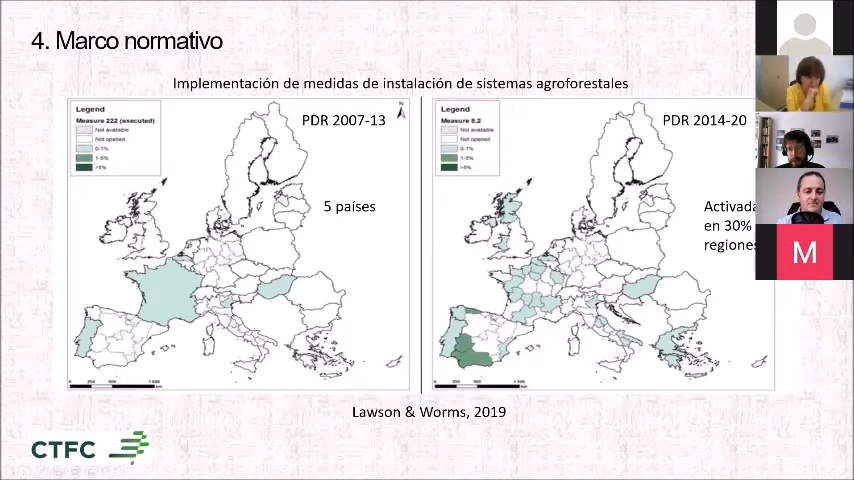 4. Marco normativo
Implementación de medidas de instalación de sistemas agroforestales
Legend
Measure 222 (executed)
Not available
Not opened
0-1%
1-5%
>5%
PDR 2007-13
N
5 países
Legend
Measure 8.2
Not available
Not opened
0-1%
1-5%
>5%
PDR 2014-20
Activada
en 30%
regiones
M
Lawson & Worms, 2019
CTFC